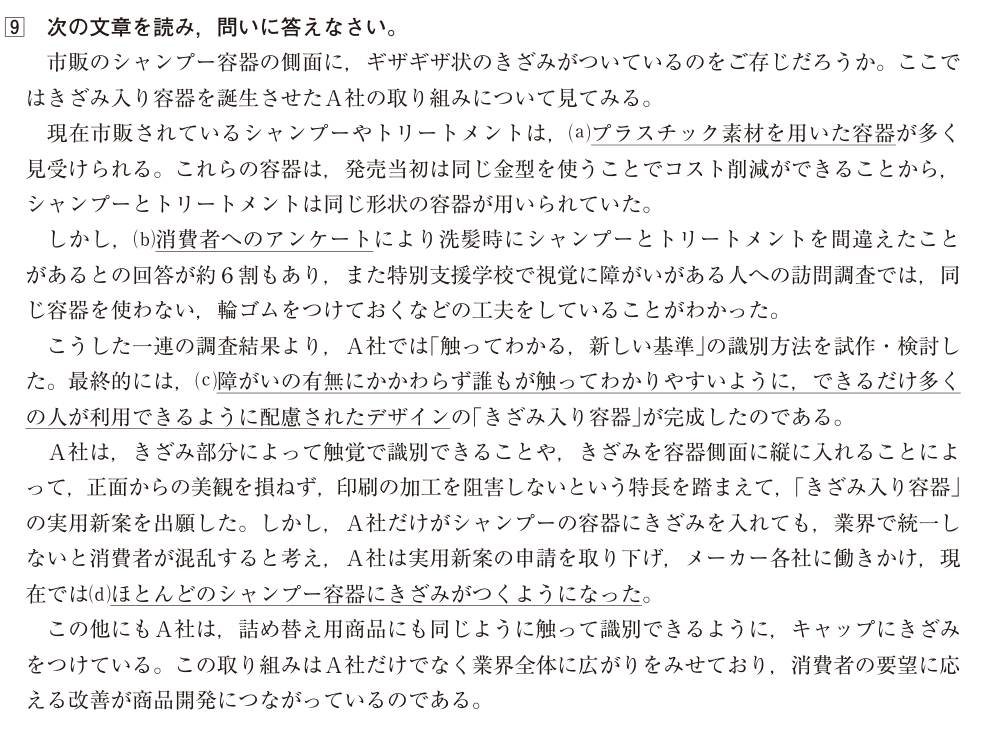 9 次の文章を読み，問いに答えなさい。
市販のシャンプー容器の側面に，ギザギザ状のきざみがついているのをご存じだろうか。ここで
はきざみ入り容器を誕生させたＡ社の取り組みについて見てみる。
現在市販されているシャンプーやトリートメントは，(a)プラスチック素材を用いた容器が多く
見受けられる。これらの容器は，発売当初は同じ金型を使うことでコスト削減ができることから，
シャンプーとトリートメントは同じ形状の容器が用いられていた。
しかし，(b)消費者へのアンケートにより洗髪時にシャンプーとトリートメントを間違えたこと
があるとの回答が約６割もあり，また特別支援学校で視覚に障がいがある人への訪問調査では，同
じ容器を使わない，輪ゴムをつけておくなどの工夫をしていることがわかった。
こうした一連の調査結果より，Ａ社では「触ってわかる，新しい基準」の識別方法を試作・検討し
た。最終的には，(c)障がいの有無にかかわらず誰もが触ってわかりやすいように，できるだけ多く
の人が利用できるように配慮されたデザインの「きざみ入り容器」が完成したのである。
Ａ社は，きざみ部分によって触覚で識別できることや，きざみを容器側面に縦に入れることによ
って，正面からの美観を損ねず，印刷の加工を阻害しないという特長を踏まえて，「きざみ入り容器」
の実用新案を出願した。しかし，Ａ社だけがシャンプーの容器にきざみを入れても，業界で統一し
ないと消費者が混乱すると考え，Ａ社は実用新案の申請を取り下げ，メーカー各社に働きかけ，現
在では(d)ほとんどのシャンプー容器にきざみがつくようになった。
この他にもＡ社は，詰め替え用商品にも同じように触って識別できるように，キャップにきざみ
をつけている。この取り組みはＡ社だけでなく業界全体に広がりをみせており，消費者の要望に応
える改善が商品開発につながっているのである。